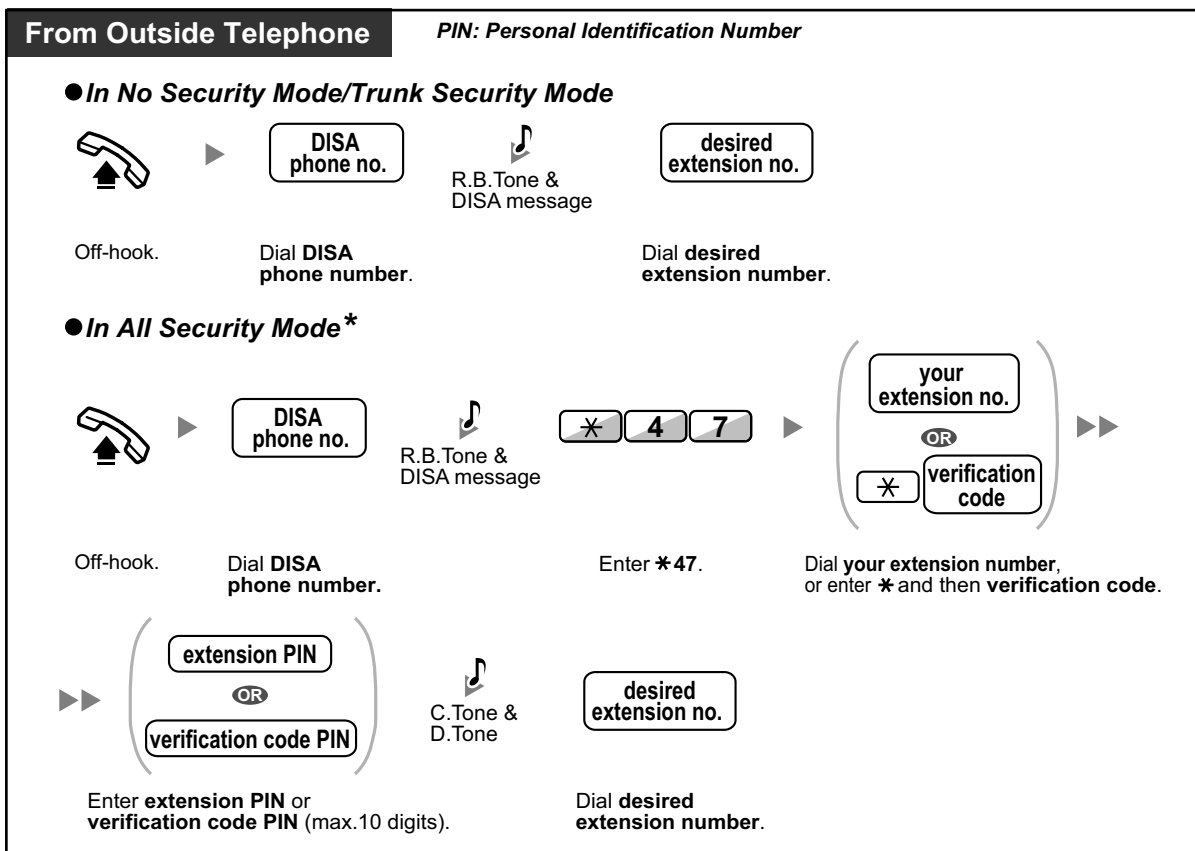 From Outside Telephone
PIN: Personal Identification Number
●In No Security Mode/Trunk Security Mode
DISA
phone no.
R.B.Tone &
DISA message
desired
extension no.
Off-hook.
Dial DISA
phone number.
Dial desired
extension number.
●In All Security Mode*
DISA
phone no.
R.B.Tone &
DISA message
* 4 7
your
extension no.
OR
* verification
code
Off-hook.
Dial DISA
phone number.
Enter *47.
Dial your extension number,
or enter * and then verification code.
extension PIN
OR
verification code PIN
C.Tone &
D.Tone
desired
extension no.
Enter extension PIN or
verification code PIN (max.10 digits).
Dial desired
extension number.